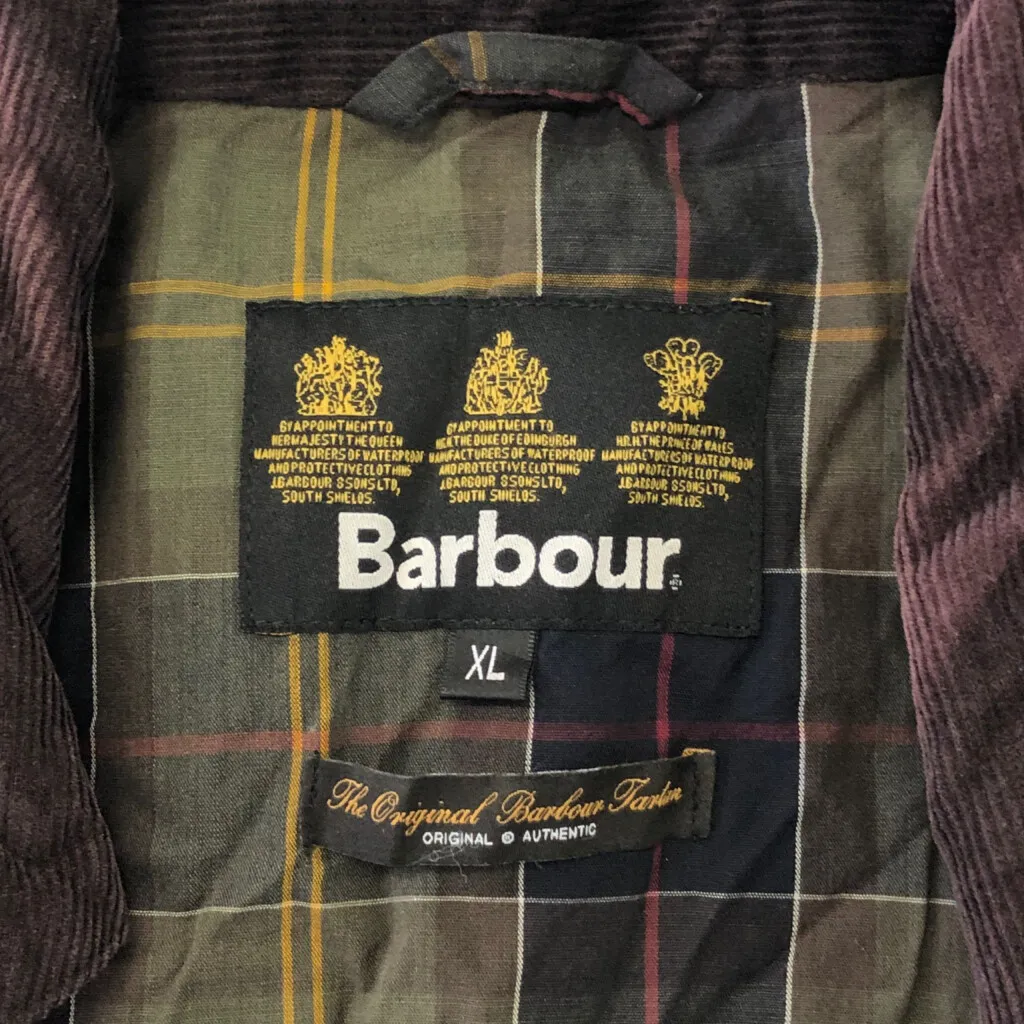 BY APPOINTMENT TO
HER MAJESTY THE QUEEN
MANUFACTURERS OF WATERPROOF
AND PROTECTIVE CLOTHING
J.BARBOUR & SONS LTD,
SOUTH SHIELDS.
BY APPOINTMENT TO
H.R.H. THE DUKE OF EDINBURGH
MANUFACTURERS OF WATERPROOF
AND PROTECTIVE CLOTHING
J.BARBOUR & SONS LTD,
SOUTH SHIELDS.
BY APPOINTMENT TO
H.R.H. THE PRINCE OF WALES
MANUFACTURERS OF WATERPROOF
AND PROTECTIVE CLOTHING
J.BARBOUR & SONS LTD,
SOUTH SHIELDS.
Barbour
XL
The Original Barbour Tartan
ORIGINAL ® AUTHENTIC